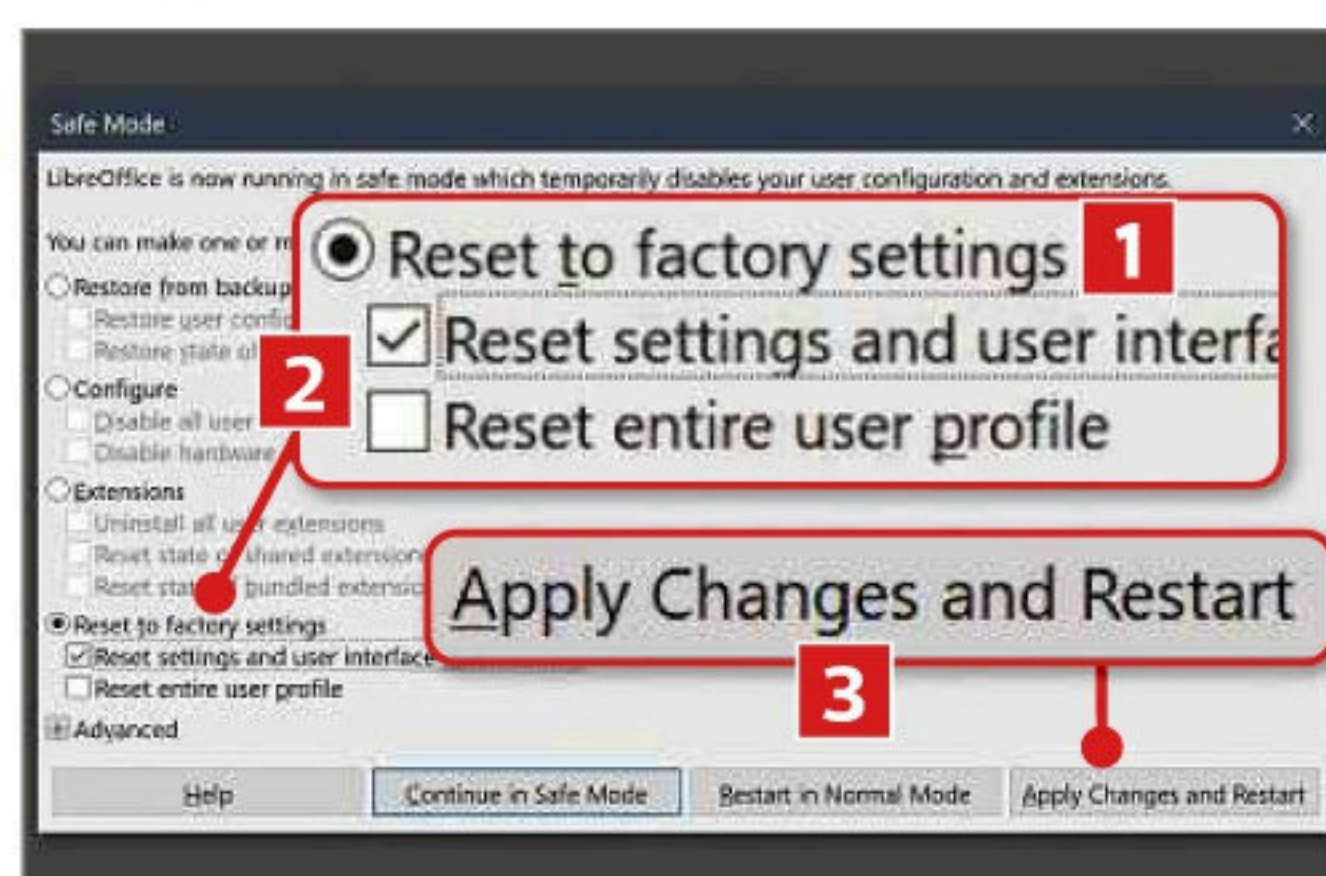 Safe Mode
LibreOffice is now running in safe mode which temporarily disables your user configuration and extensions.
You can make one or m
Restore from backup
Restore user config
Restore state of
Configure
Disable all user
Disable hardware
Extensions
Uninstall all user extensions
Reset state of shared extensions
Reset state of bundled extensio
Reset to factory settings
Reset settings and user interface
Reset entire user profile
Advanced
Help
Continue in Safe Mode
Restart in Normal Mode
Apply Changes and Restart
Reset to factory settings
1
Reset settings and user interfa
2
Reset entire user profile
Apply Changes and Restart
3